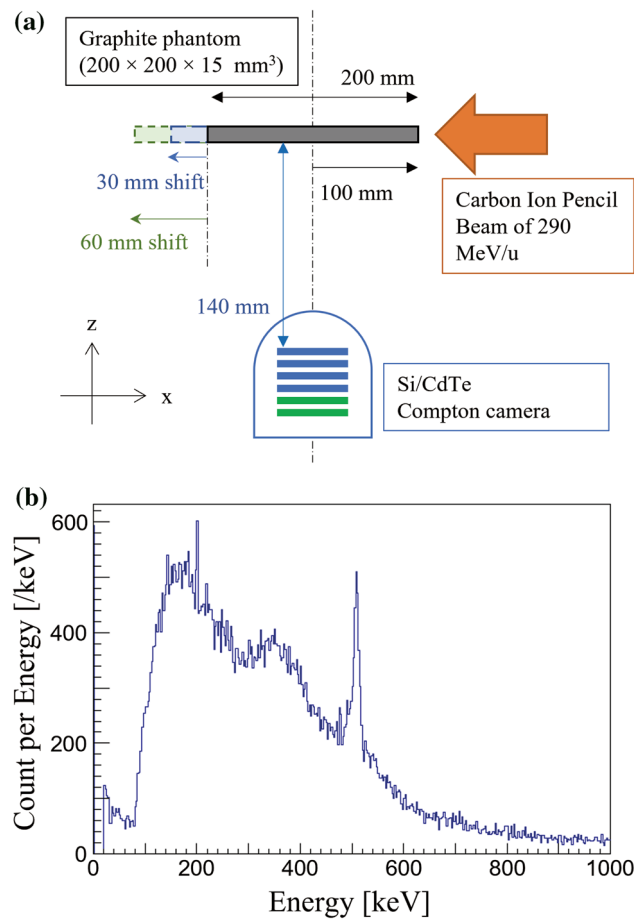 (a)
Graphite phantom
(200 × 200 × 15 mm³)
200 mm
30 mm shift
100 mm
60 mm shift
Carbon Ion Pencil
Beam of 290
MeV/u
140 mm
z
x
Si/CdTe
Compton camera
(b)
Count per Energy [/keV]
600
400
200
0
0 200 400 600 800 1000
Energy [keV]